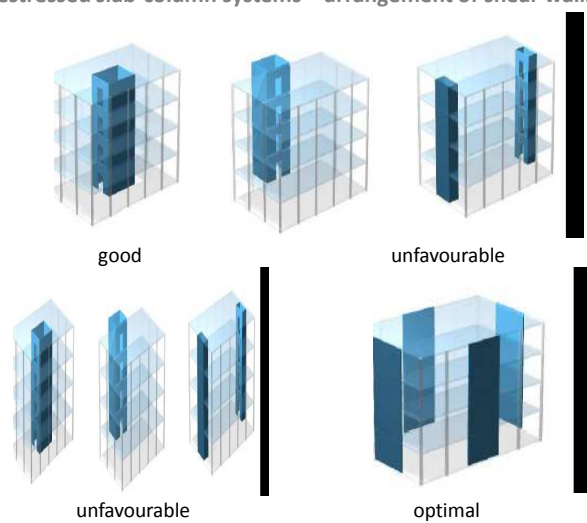 slab-column systems – arrangement of shear
good
unfavourable
unfavourable
optimal